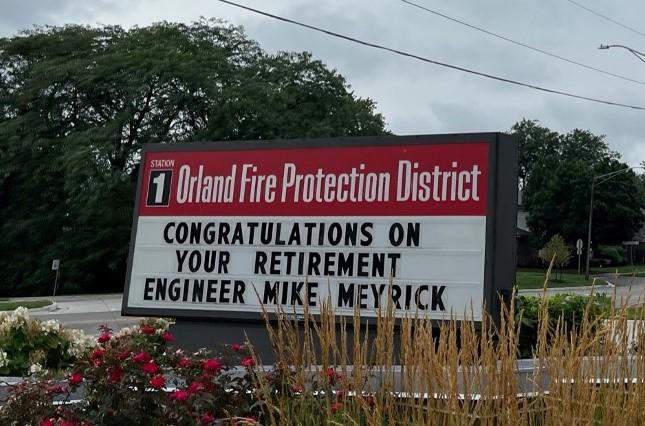 STATION
1 Orland Fire Protection District
CONGRATULATIONS ON
YOUR RETIREMENT
ENGINEER MIKE MEYRICK